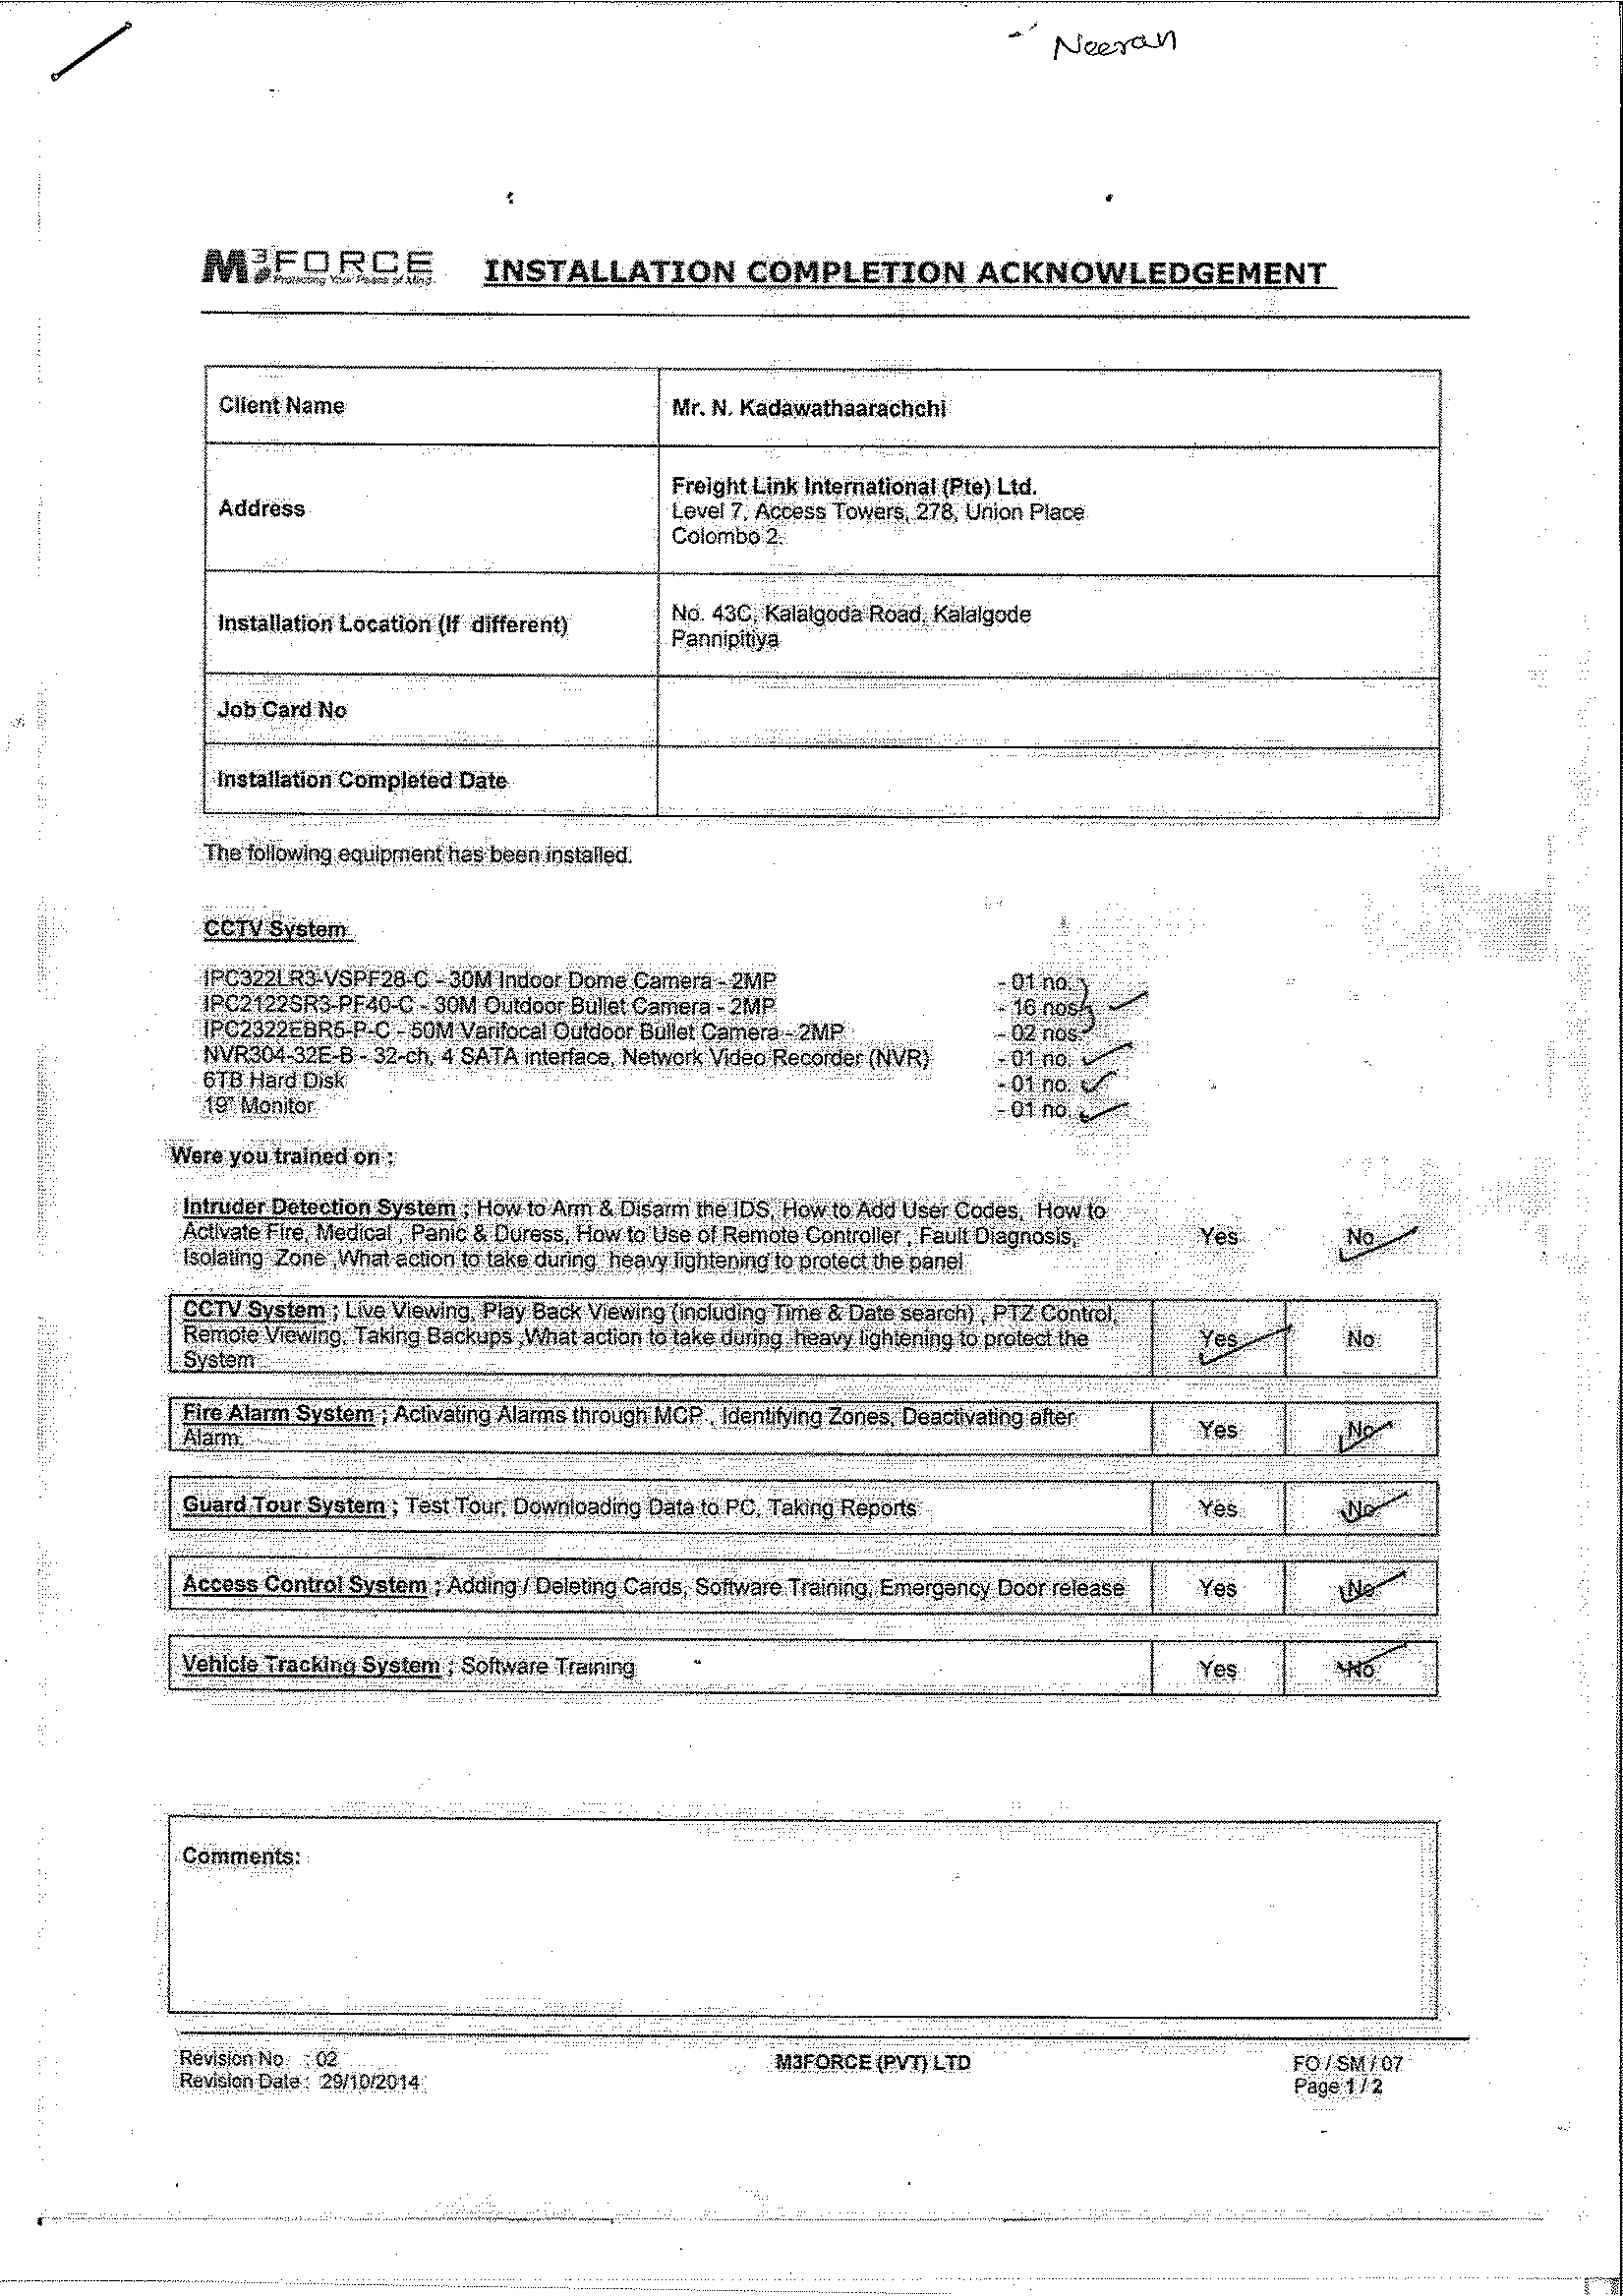 Neeran
M3FORCE
Protecting Your Peace of Mind
INSTALLATION COMPLETION ACKNOWLEDGEMENT
Client Name
Mr. N. Kadawathaarachchi
Address
Freight Link International (Pte) Ltd.
Level 7, Access Towers, 278, Union Place
Colombo 2.
Installation Location (If different)
No. 43C, Kalalgoda Road, Kalalgode
Pannipitiya
Job Card No
Installation Completed Date
The following equipment has been installed.
CCTV System
IPC322LR3-VSPF28-C - 30M Indoor Dome Camera - 2MP - 01 no.
IPC2122SR3-PF40-C - 30M Outdoor Bullet Camera - 2MP - 16 nos.
IPC2322EBR5-P-C - 50M Varifocal Outdoor Bullet Camera - 2MP - 02 nos.
NVR304-32E-B - 32-ch, 4 SATA interface, Network Video Recorder (NVR) - 01 no.
6TB Hard Disk - 01 no.
19" Monitor - 01 no.
Were you trained on :
Intruder Detection System ; How to Arm & Disarm the IDS, How to Add User Codes, How to
Activate Fire, Medical , Panic & Duress, How to Use of Remote Controller , Fault Diagnosis,
Isolating Zone ,What action to take during heavy lightening to protect the panel
Yes No
CCTV System ; Live Viewing, Play Back Viewing (including Time & Date search) , PTZ Control,
Remote Viewing, Taking Backups ,What action to take during heavy lightening to protect the
System
Yes No
Fire Alarm System ; Activating Alarms through MCP , Identifying Zones, Deactivating after
Alarm.
Yes No
Guard Tour System ; Test Tour, Downloading Data to PC, Taking Reports Yes No
Access Control System ; Adding / Deleting Cards, Software Training, Emergency Door release Yes No
Vehicle Tracking System ; Software Training Yes No
Comments:
Revision No : 02
Revision Date : 29/10/2014
M3FORCE (PVT) LTD
FO / SM / 07
Page 1 / 2